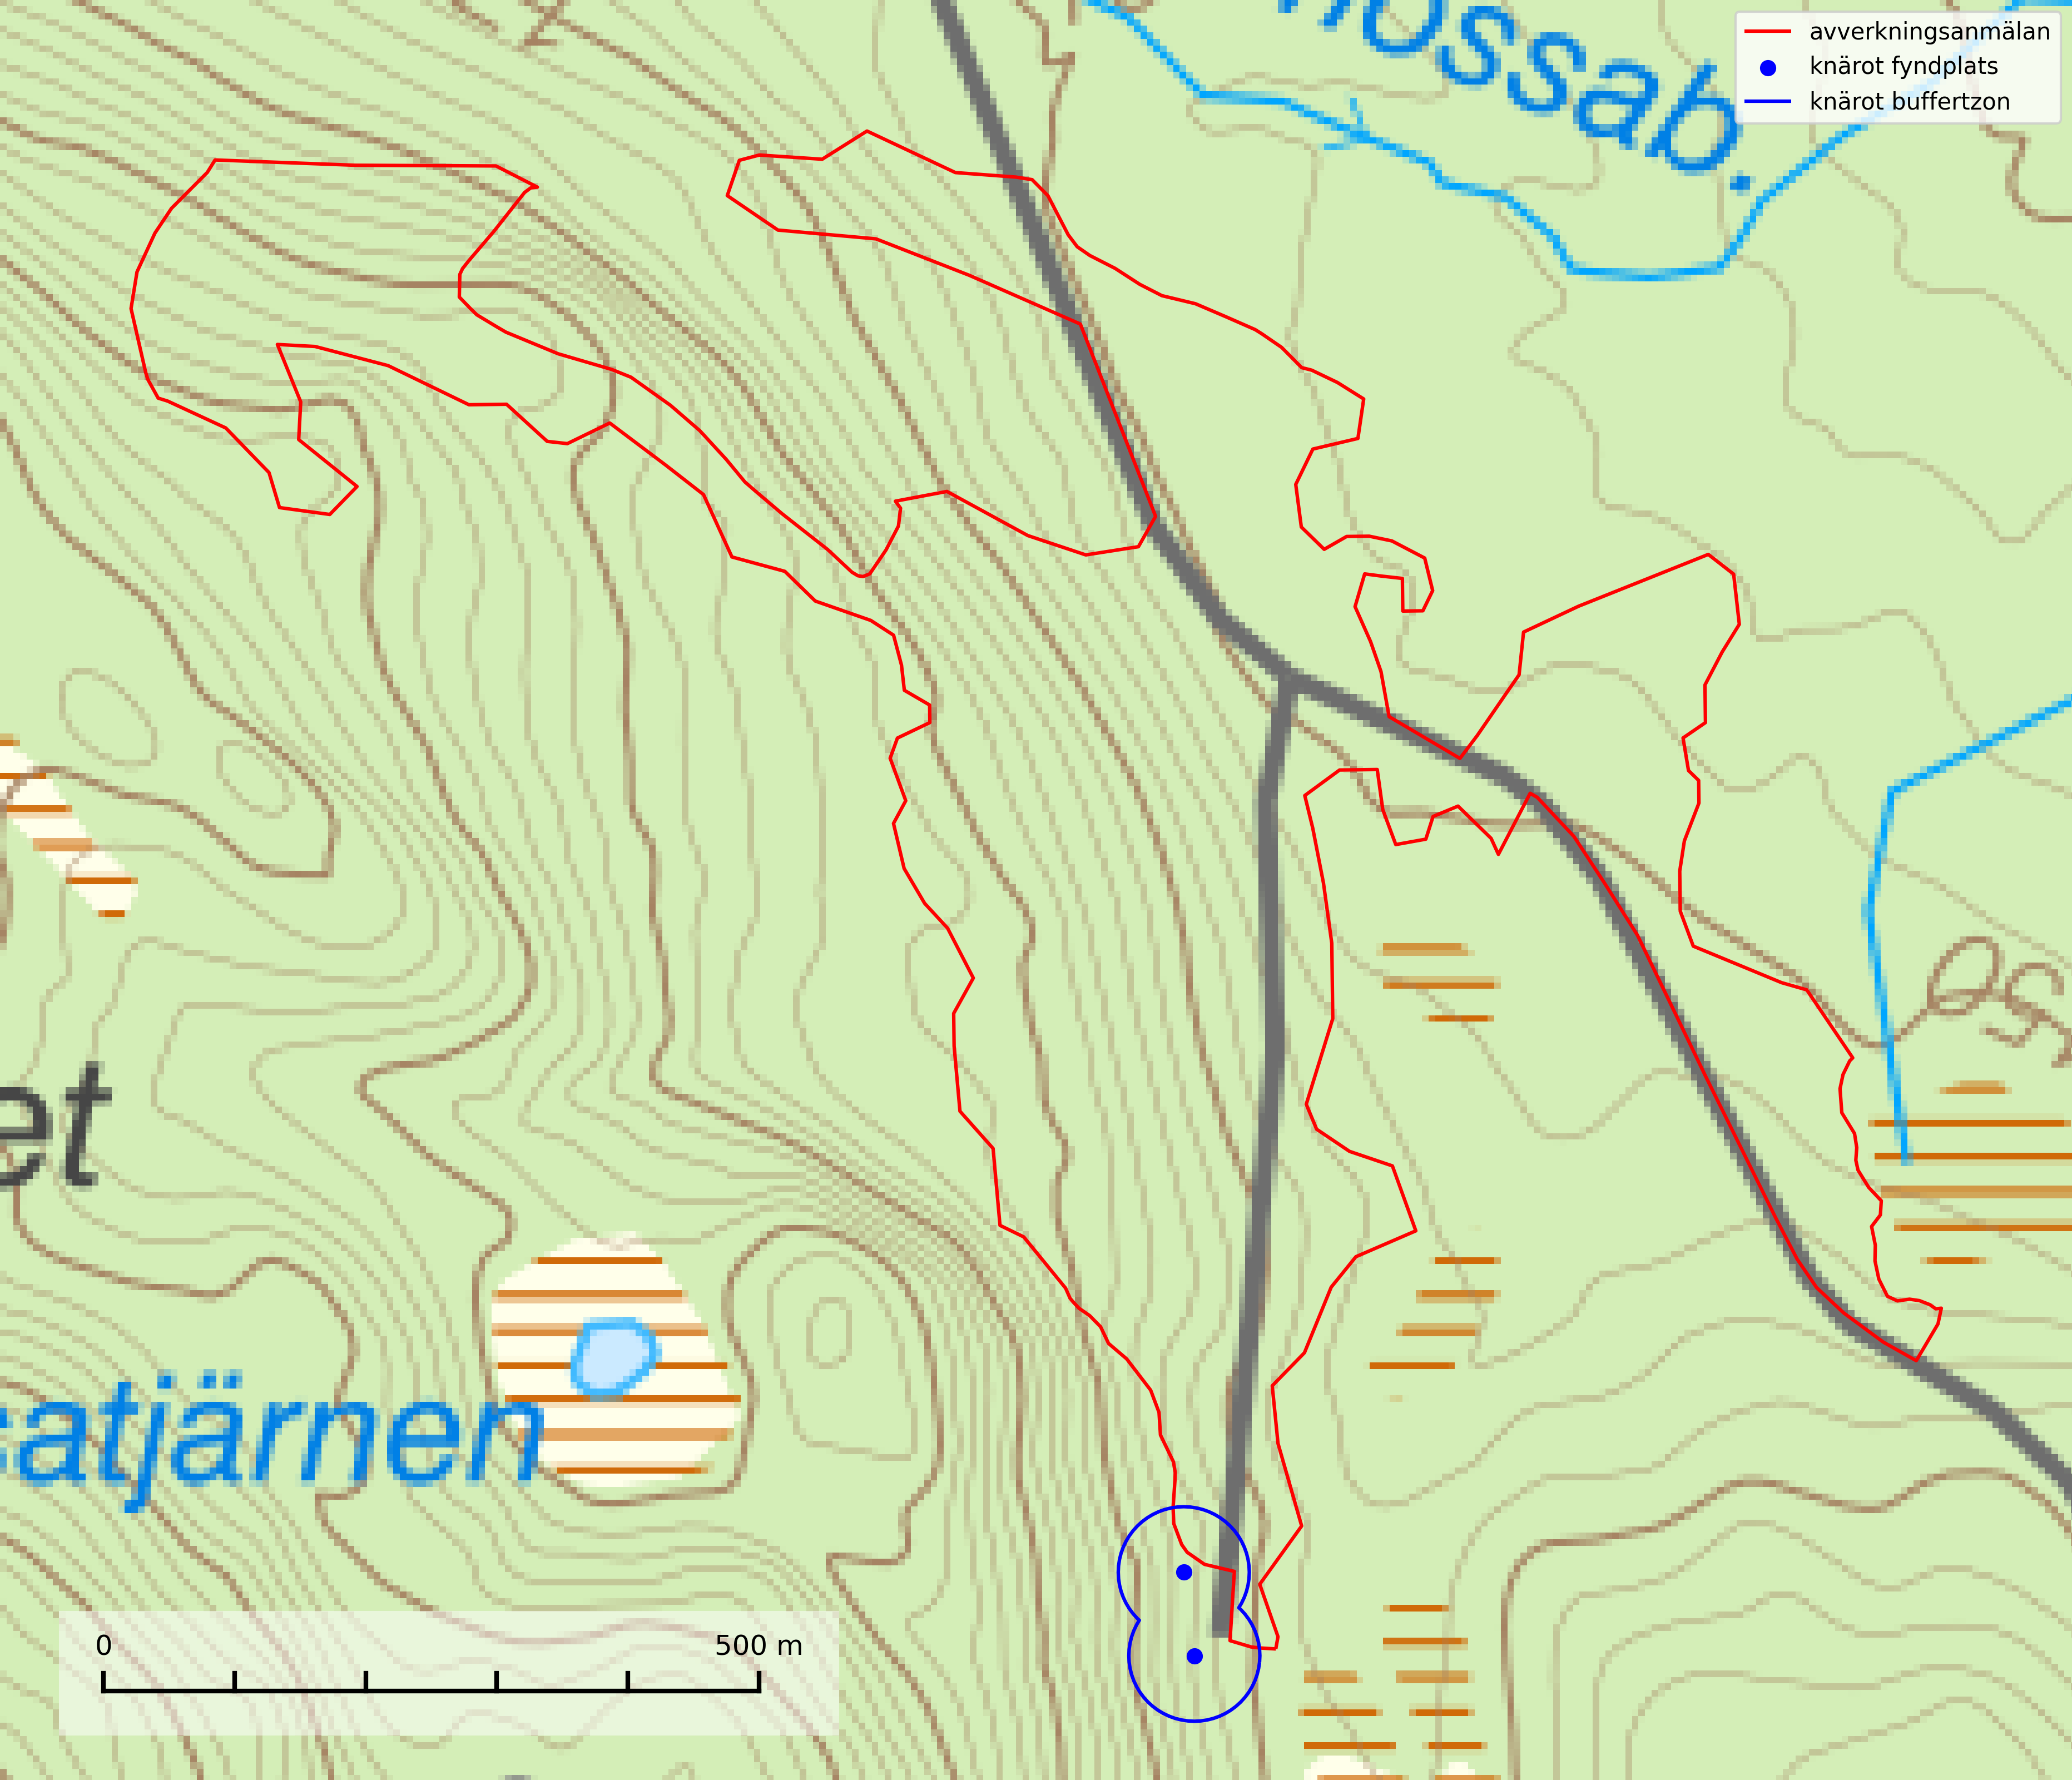 ossab.
avverkningsanmälan
knärot fyndplats
knärot buffertzon
et
atjärnen
0 500 m